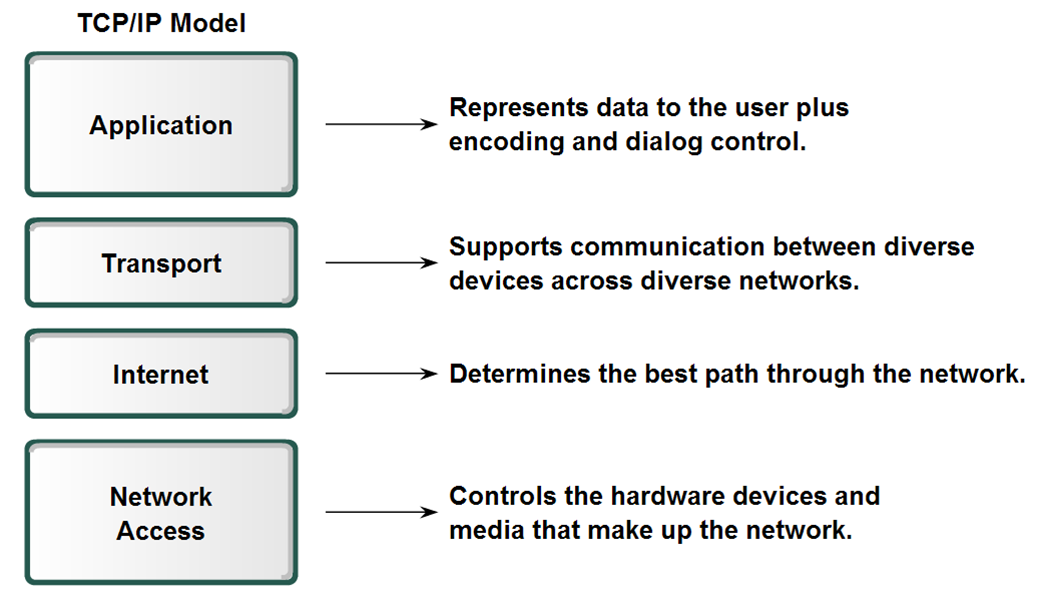 TCP/IP Model
Application
Represents data to the user plus
encoding and dialog control.
Transport
Supports communication between diverse
devices across diverse networks.
Internet
Determines the best path through the network.
Network
Access
Controls the hardware devices and
media that make up the network.